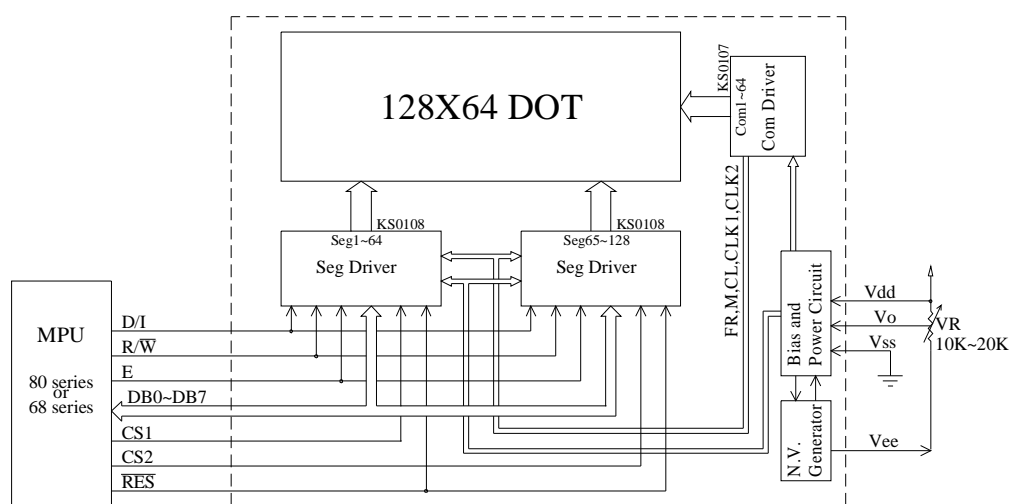 128X64 DOT
KS0107
Com1~64
Com Driver
KS0108
Seg1~64
Seg Driver
KS0108
Seg65~128
Seg Driver
FR,M,CL,CLK1,CLK2
MPU
80 series
or
68 series
D/I
R/W̅
E
DB0~DB7
CS1
CS2
R̅E̅S̅
Bias and
Power Circuit
N.V.
Generator
Vdd
Vo
Vss
Vee
VR
10K~20K